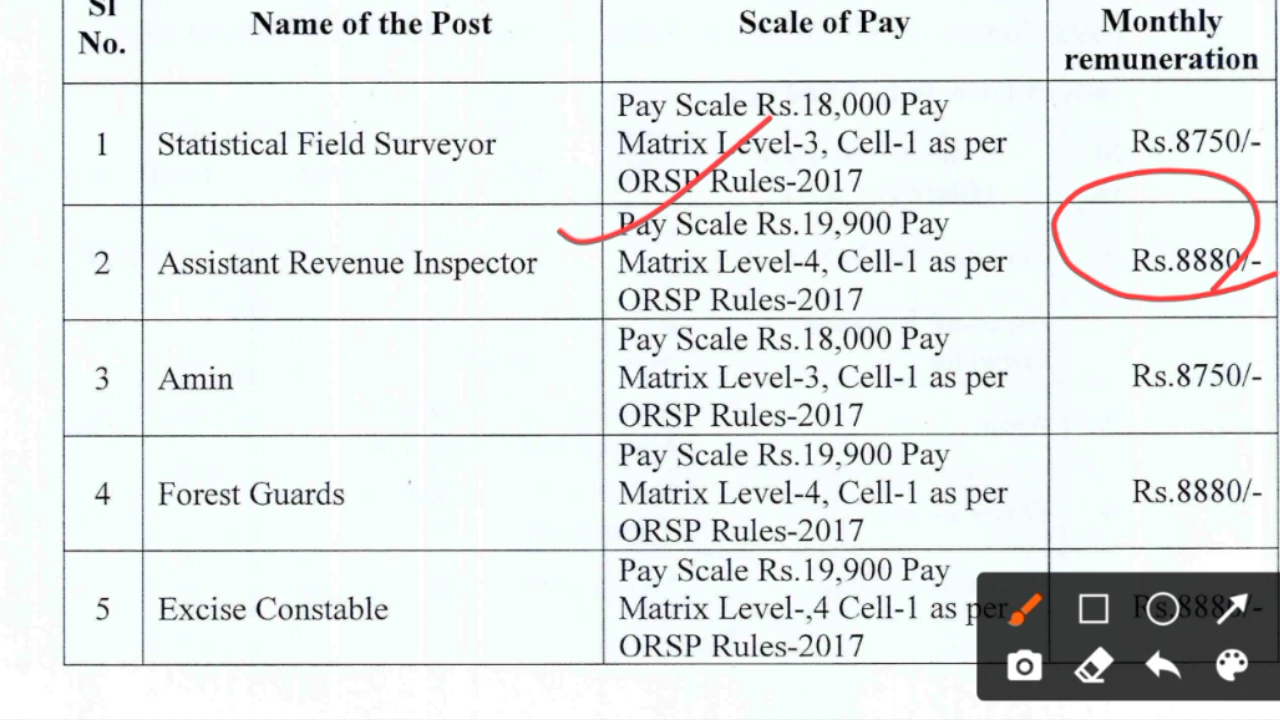 Sl
No.
Name of the Post
Scale of Pay
Monthly
remuneration
1
Statistical Field Surveyor
Pay Scale Rs.18,000 Pay
Matrix Level-3, Cell-1 as per
ORSP Rules-2017
Rs.8750/-
2
Assistant Revenue Inspector
Pay Scale Rs.19,900 Pay
Matrix Level-4, Cell-1 as per
ORSP Rules-2017
Rs.8880/-
3
Amin
Pay Scale Rs.18,000 Pay
Matrix Level-3, Cell-1 as per
ORSP Rules-2017
Rs.8750/-
4
Forest Guards
Pay Scale Rs.19,900 Pay
Matrix Level-4, Cell-1 as per
ORSP Rules-2017
Rs.8880/-
5
Excise Constable
Pay Scale Rs.19,900 Pay
Matrix Level-,4 Cell-1 as per
ORSP Rules-2017